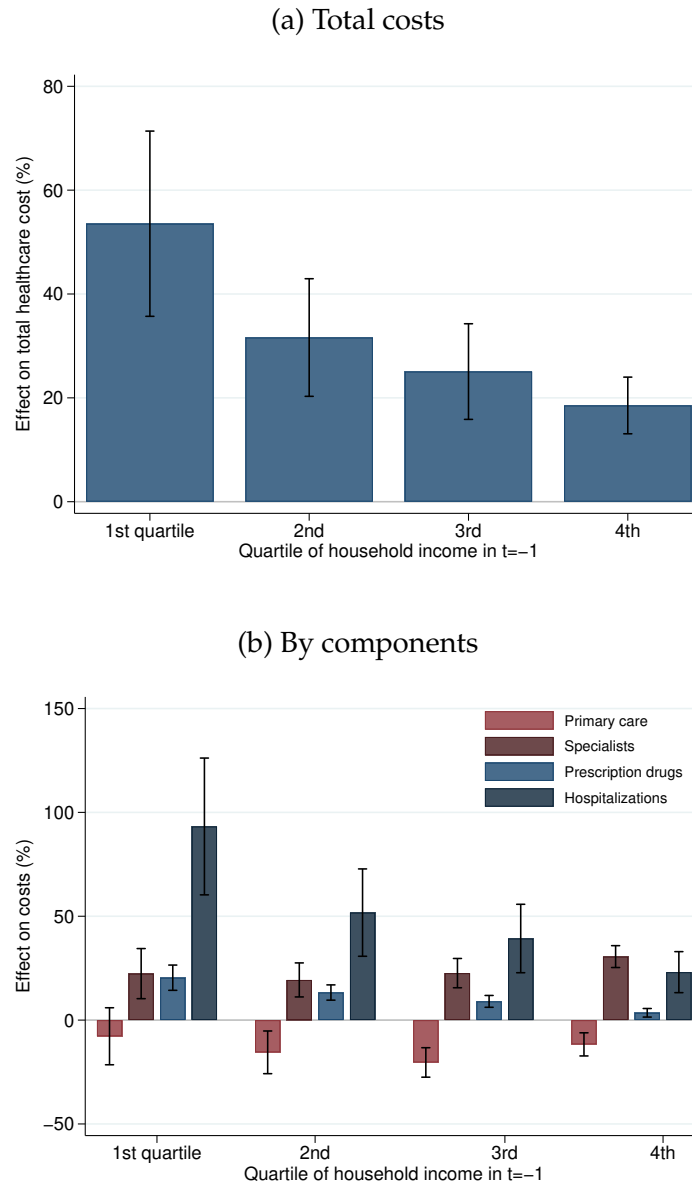 (a) Total costs
Effect on total healthcare cost (%)
80
60
40
20
0
1st quartile 2nd 3rd 4th
Quartile of household income in t=−1
(b) By components
Effect on costs (%)
150
100
50
0
−50
Primary care
Specialists
Prescription drugs
Hospitalizations
1st quartile 2nd 3rd 4th
Quartile of household income in t=−1